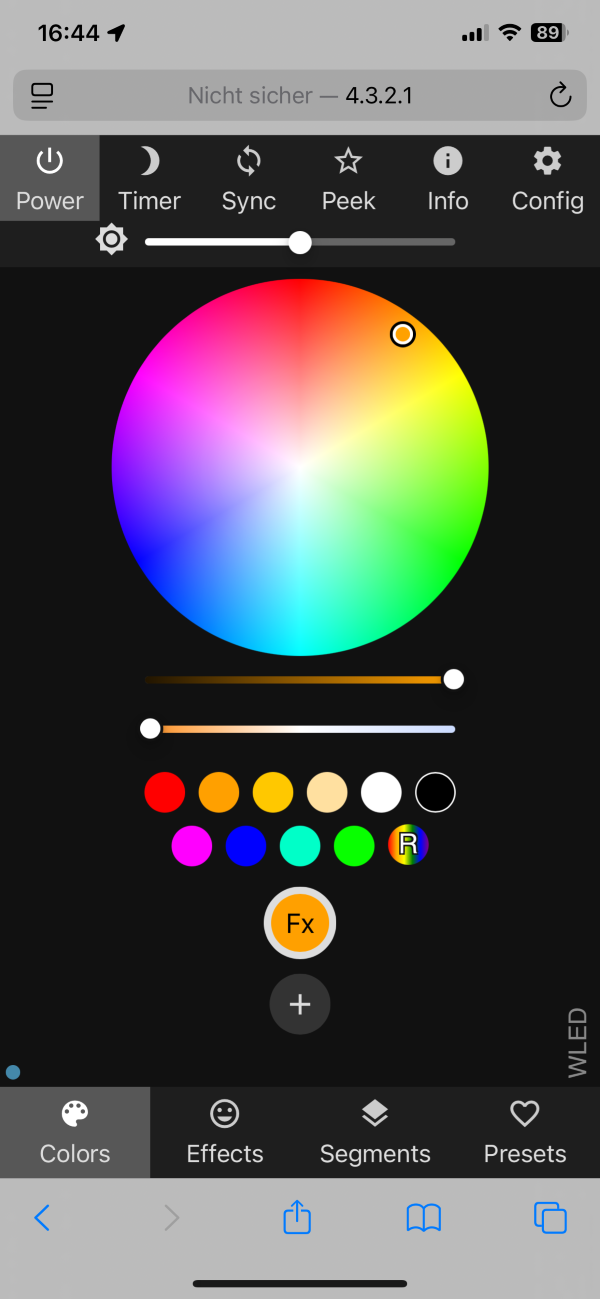 16:44
89
Nicht sicher — 4.3.2.1
Power Timer Sync Peek Info Config
R
Fx
+
WLED
Colors Effects Segments Presets